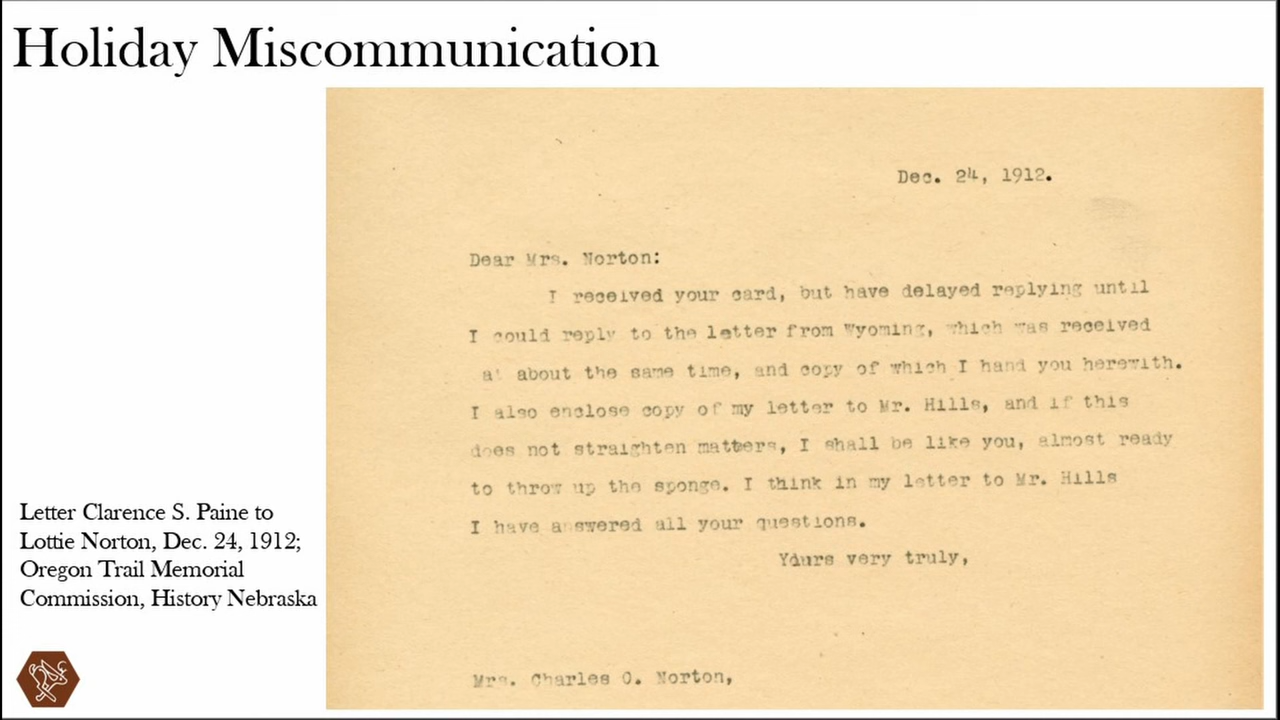 Holiday Miscommunication
Dec. 24, 1912.
Dear Mrs. Norton:
I received your card, but have delayed replying until
I could reply to the letter from Wyoming, which was received
at about the same time, and copy of which I hand you herewith.
I also enclose copy of my letter to Mr. Hills, and if this
does not straighten matters, I shall be like you, almost ready
to throw up the sponge. I think in my letter to Mr. Hills
I have answered all your questions.
Yours very truly,
Mrs. Charles O. Norton,
Letter Clarence S. Paine to
Lottie Norton, Dec. 24, 1912;
Oregon Trail Memorial
Commission, History Nebraska